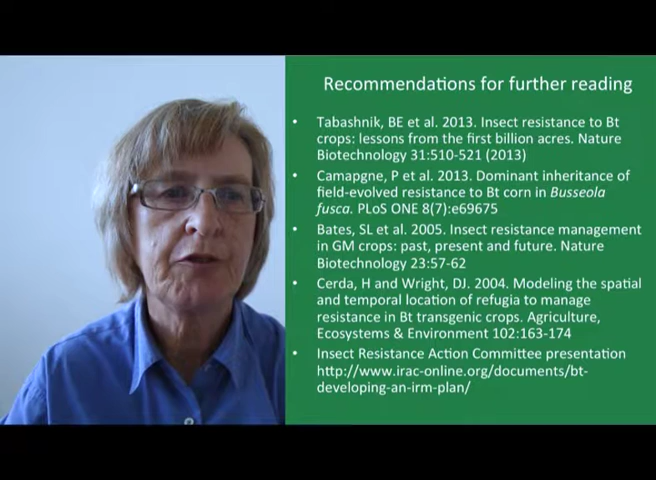 Recommendations for further reading
• Tabashnik, BE et al. 2013. Insect resistance to Bt
crops: lessons from the first billion acres. Nature
Biotechnology 31:510-521 (2013)
• Camapgne, P et al. 2013. Dominant inheritance of
field-evolved resistance to Bt corn in Busseola
fusca. PLoS ONE 8(7):e69675
• Bates, SL et al. 2005. Insect resistance management
in GM crops: past, present and future. Nature
Biotechnology 23:57-62
• Cerda, H and Wright, DJ. 2004. Modeling the spatial
and temporal location of refugia to manage
resistance in Bt transgenic crops. Agriculture,
Ecosystems & Environment 102:163-174
• Insect Resistance Action Committee presentation
http://www.irac-online.org/documents/bt-
developing-an-irm-plan/